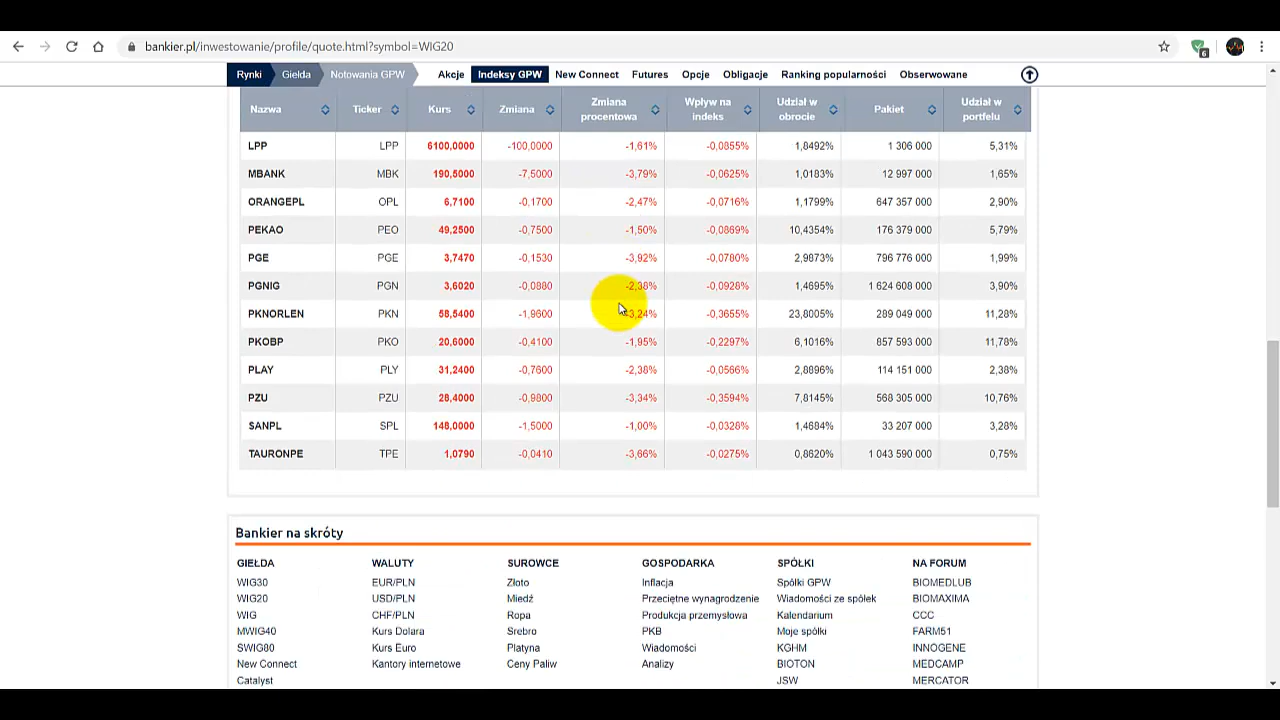 bankier.pl/inwestowanie/profile/quote.html?symbol=WIG20
6
Rynki Giełda Notowania GPW Akcje Indeksy GPW New Connect Futures Opcje Obligacje Ranking popularności Obserwowane
Nazwa Ticker Kurs Zmiana Zmiana procentowa Wpływ na indeks Udział w obrocie Pakiet Udział w portfelu
LPP LPP 6100,0000 -100,0000 -1,61% -0,0855% 1,8492% 1 306 000 5,31%
MBANK MBK 190,5000 -7,5000 -3,79% -0,0625% 1,0183% 12 997 000 1,65%
ORANGEPL OPL 6,7100 -0,1700 -2,47% -0,0716% 1,1799% 647 357 000 2,90%
PEKAO PEO 49,2500 -0,7500 -1,50% -0,0869% 10,4354% 176 379 000 5,79%
PGE PGE 3,7470 -0,1530 -3,92% -0,0780% 2,9873% 796 776 000 1,99%
PGNIG PGN 3,6020 -0,0880 -2,38% -0,0928% 1,4695% 1 624 608 000 3,90%
PKNORLEN PKN 58,5400 -1,9600 -3,24% -0,3655% 23,8005% 289 049 000 11,28%
PKOBP PKO 20,6000 -0,4100 -1,95% -0,2297% 6,1016% 857 593 000 11,78%
PLAY PLY 31,2400 -0,7600 -2,38% -0,0566% 2,8896% 114 151 000 2,38%
PZU PZU 28,4000 -0,9800 -3,34% -0,3594% 7,8145% 568 305 000 10,76%
SANPL SPL 148,0000 -1,5000 -1,00% -0,0328% 1,4684% 33 207 000 3,28%
TAURONPE TPE 1,0790 -0,0410 -3,66% -0,0275% 0,8620% 1 043 590 000 0,75%
Bankier na skróty
GIEŁDA WALUTY SUROWCE GOSPODARKA SPÓŁKI NA FORUM
WIG30 EUR/PLN Złoto Inflacja Spółki GPW BIOMEDLUB
WIG20 USD/PLN Miedź Przeciętne wynagrodzenie Wiadomości ze spółek BIOMAXIMA
WIG CHF/PLN Ropa Produkcja przemysłowa Kalendarium CCC
MWIG40 Kurs Dolara Srebro PKB Moje spółki FARM51
SWIG80 Kurs Euro Platyna Wiadomości KGHM INNOGENE
New Connect Kantory internetowe Ceny Paliw Analizy BIOTON MEDCAMP
Catalyst JSW MERCATOR